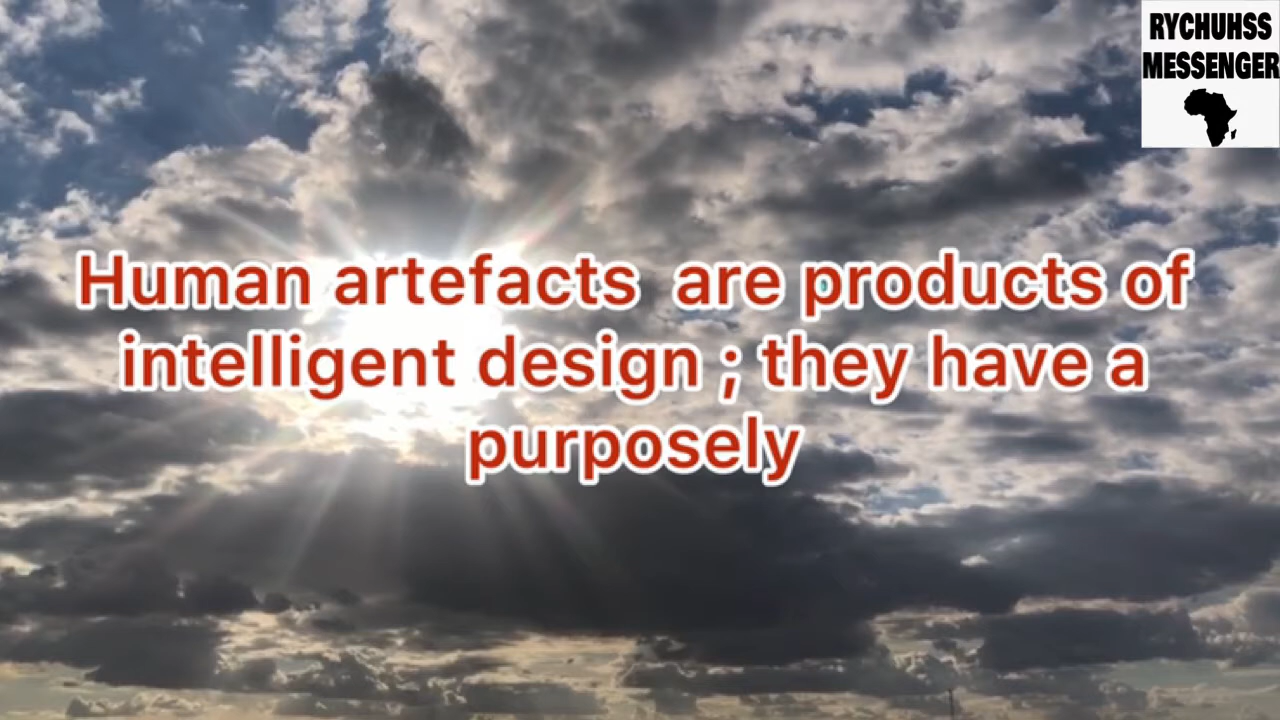 RYCHUHSS
MESSENGER
Human artefacts  are products of
intelligent design ; they have a
purposely